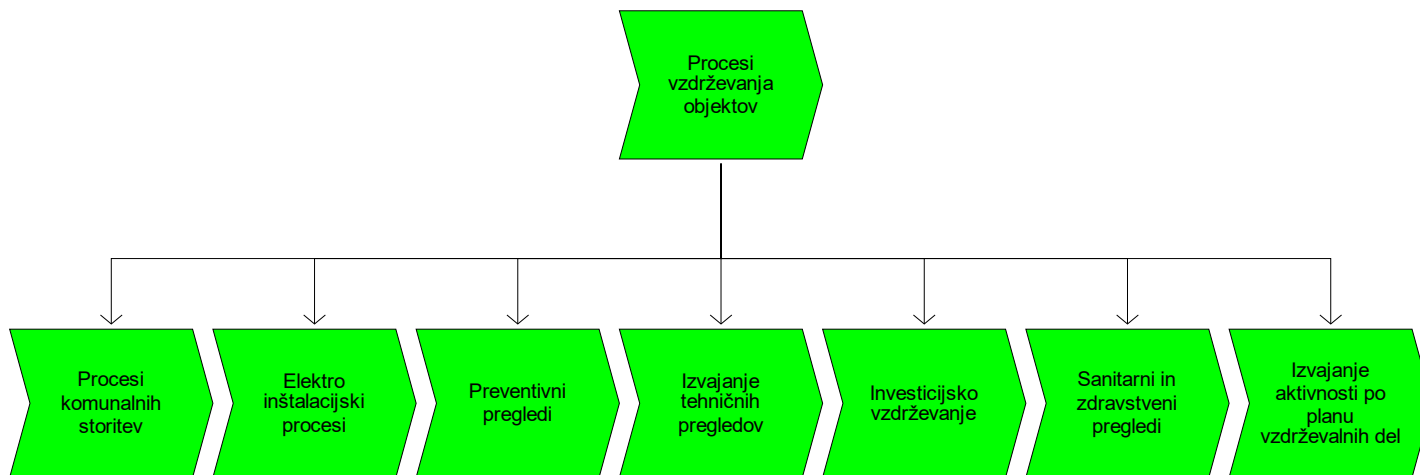 Procesi
vzdrževanja
objektov
Procesi
komunalnih
storitev
Elektro
inštalacijski
procesi
Preventivni
pregledi
Izvajanje
tehničnih
pregledov
Investicijsko
vzdrževanje
Sanitarni in
zdravstveni
pregledi
Izvajanje
aktivnosti po
planu
vzdrževalnih del